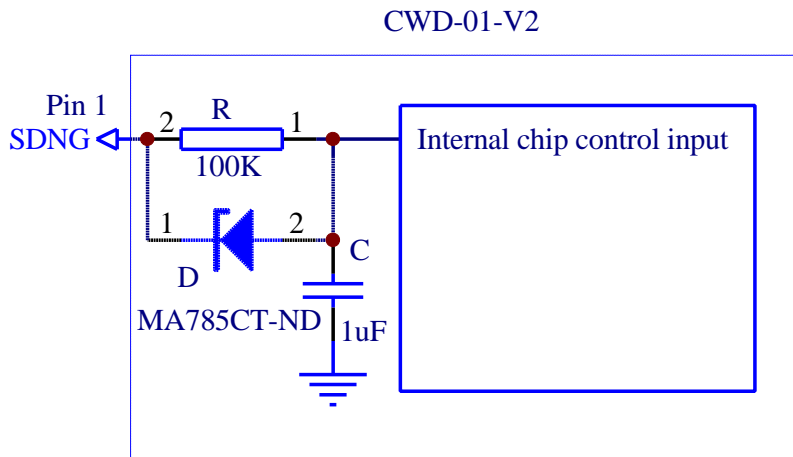 CWD-01-V2
Pin 1
SDNG
2
R
1
100K
Internal chip control input
1
2
D
C
MA785CT-ND
1uF